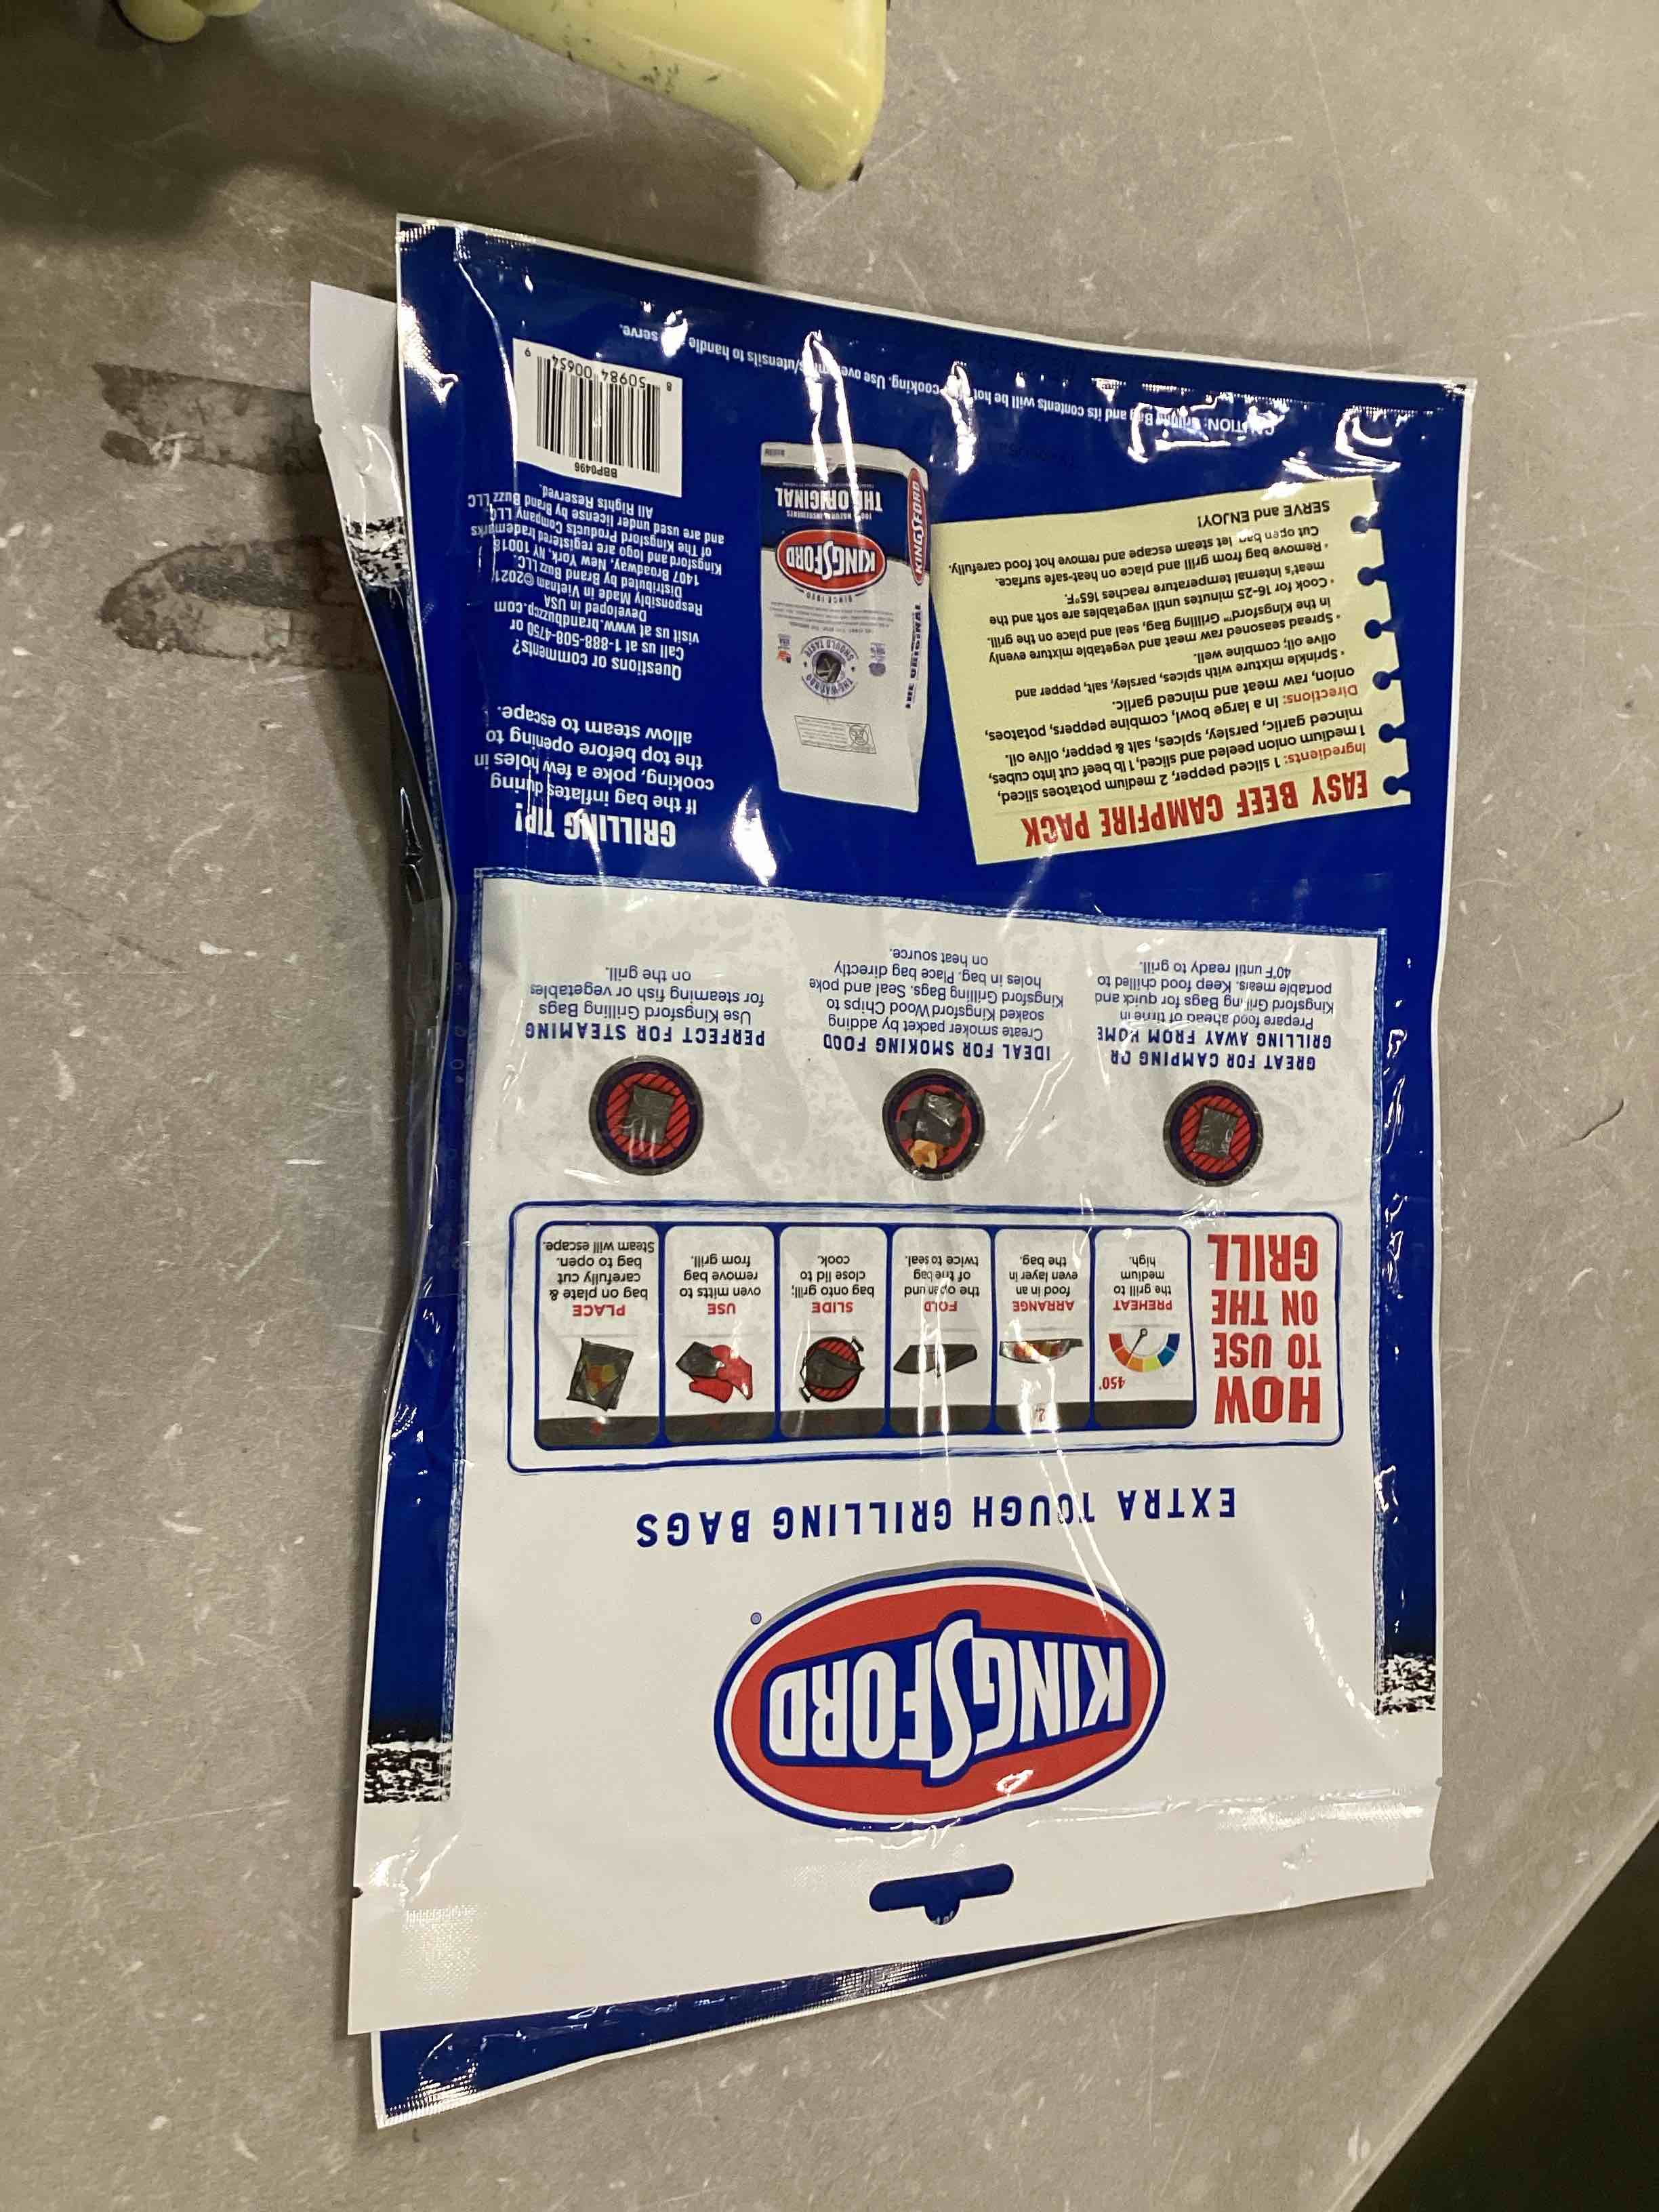 KINGSFORD
EXTRA TOUGH GRILLING BAGS
HOW
TO USE
ON THE
GRILL
450°
PREHEAT
the grill to
medium
high.
ARRANGE
food in an
even layer in
the bag.
FOLD
the open end
of the bag
twice to seal.
SLIDE
bag onto grill;
close lid to
cook.
USE
oven mitts to
remove bag
from grill.
PLACE
bag on plate &
carefully cut
bag to open.
Steam will escape.
GREAT FOR CAMPING OR
GRILLING AWAY FROM HOME
Prepare food ahead of time in
Kingsford Grilling Bags for quick and
portable meals. Keep food chilled to
40°F until ready to grill.
IDEAL FOR SMOKING FOOD
Create smoker packet by adding
soaked Kingsford Wood Chips to
Kingsford Grilling Bags. Seal and poke
holes in bag. Place bag directly
on heat source.
PERFECT FOR STEAMING
Use Kingsford Grilling Bags
for steaming fish or vegetables
on the grill.
EASY BEEF CAMPFIRE PACK
Ingredients: 1 sliced pepper, 2 medium potatoes sliced,
1 medium onion peeled and sliced, 1 lb beef cut into cubes,
minced garlic, parsley, spices, salt & pepper, olive oil.
Directions: In a large bowl, combine peppers, potatoes,
onion, raw meat and minced garlic.
• Sprinkle mixture with spices, parsley, salt, pepper and
olive oil; combine well.
• Spread seasoned raw meat and vegetable mixture evenly
in the Kingsford™ Grilling Bag, seal and place on the grill.
• Cook for 16-25 minutes until vegetables are soft and the
meat's internal temperature reaches 165°F.
• Remove bag from grill and place on heat-safe surface.
Cut open bag, let steam escape and remove hot food carefully.
SERVE and ENJOY!
THE ORIGINAL
KINGSFORD
SINCE 1920
KINGSFORD
100% NATURAL INGREDIENTS
THE ORIGINAL
GRILLING TIP!
If the bag inflates during
cooking, poke a few holes in
the top before opening to
allow steam to escape.
Questions or comments?
Call us at 1-888-508-4750 or
visit us at www.brandbuzzcp.com
Developed in USA
Responsibly Made in Vietnam ©2021
Distributed by Brand Buzz LLC.
1407 Broadway, New York, NY 10018
Kingsford and logo are registered trademarks
of The Kingsford Products Company LLC,
and are used under license by Brand Buzz LLC
All Rights Reserved.
BBP0496
8 50984 00654 9
CAUTION: Grilling Bag and its contents will be hot cooking. Use oven mitts/utensils to handle serve.